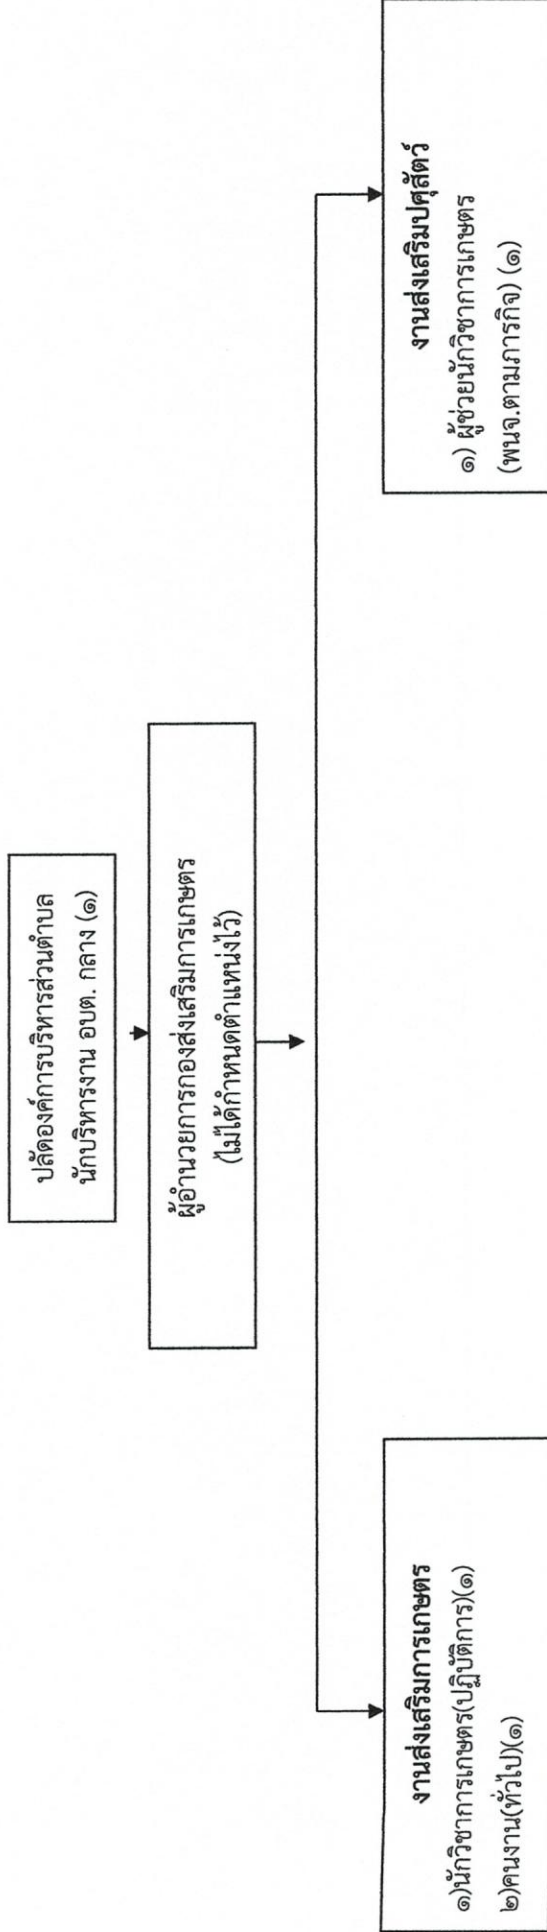 ปลัดองค์การบริหารส่วนตำบล
นักบริหารงาน อบต. กลาง (๑)
ผู้อำนวยการกองส่งเสริมการเกษตร
(ไม่ได้กำหนดตำแหน่งไว้)
งานส่งเสริมการเกษตร
๑)นักวิชาการเกษตร(ปฏิบัติการ)(๑)
๒)คนงาน(ทั่วไป)(๑)
งานส่งเสริมปศุสัตว์
๑) ผู้ช่วยนักวิชาการเกษตร
(พนจ.ตามภารกิจ) (๑)